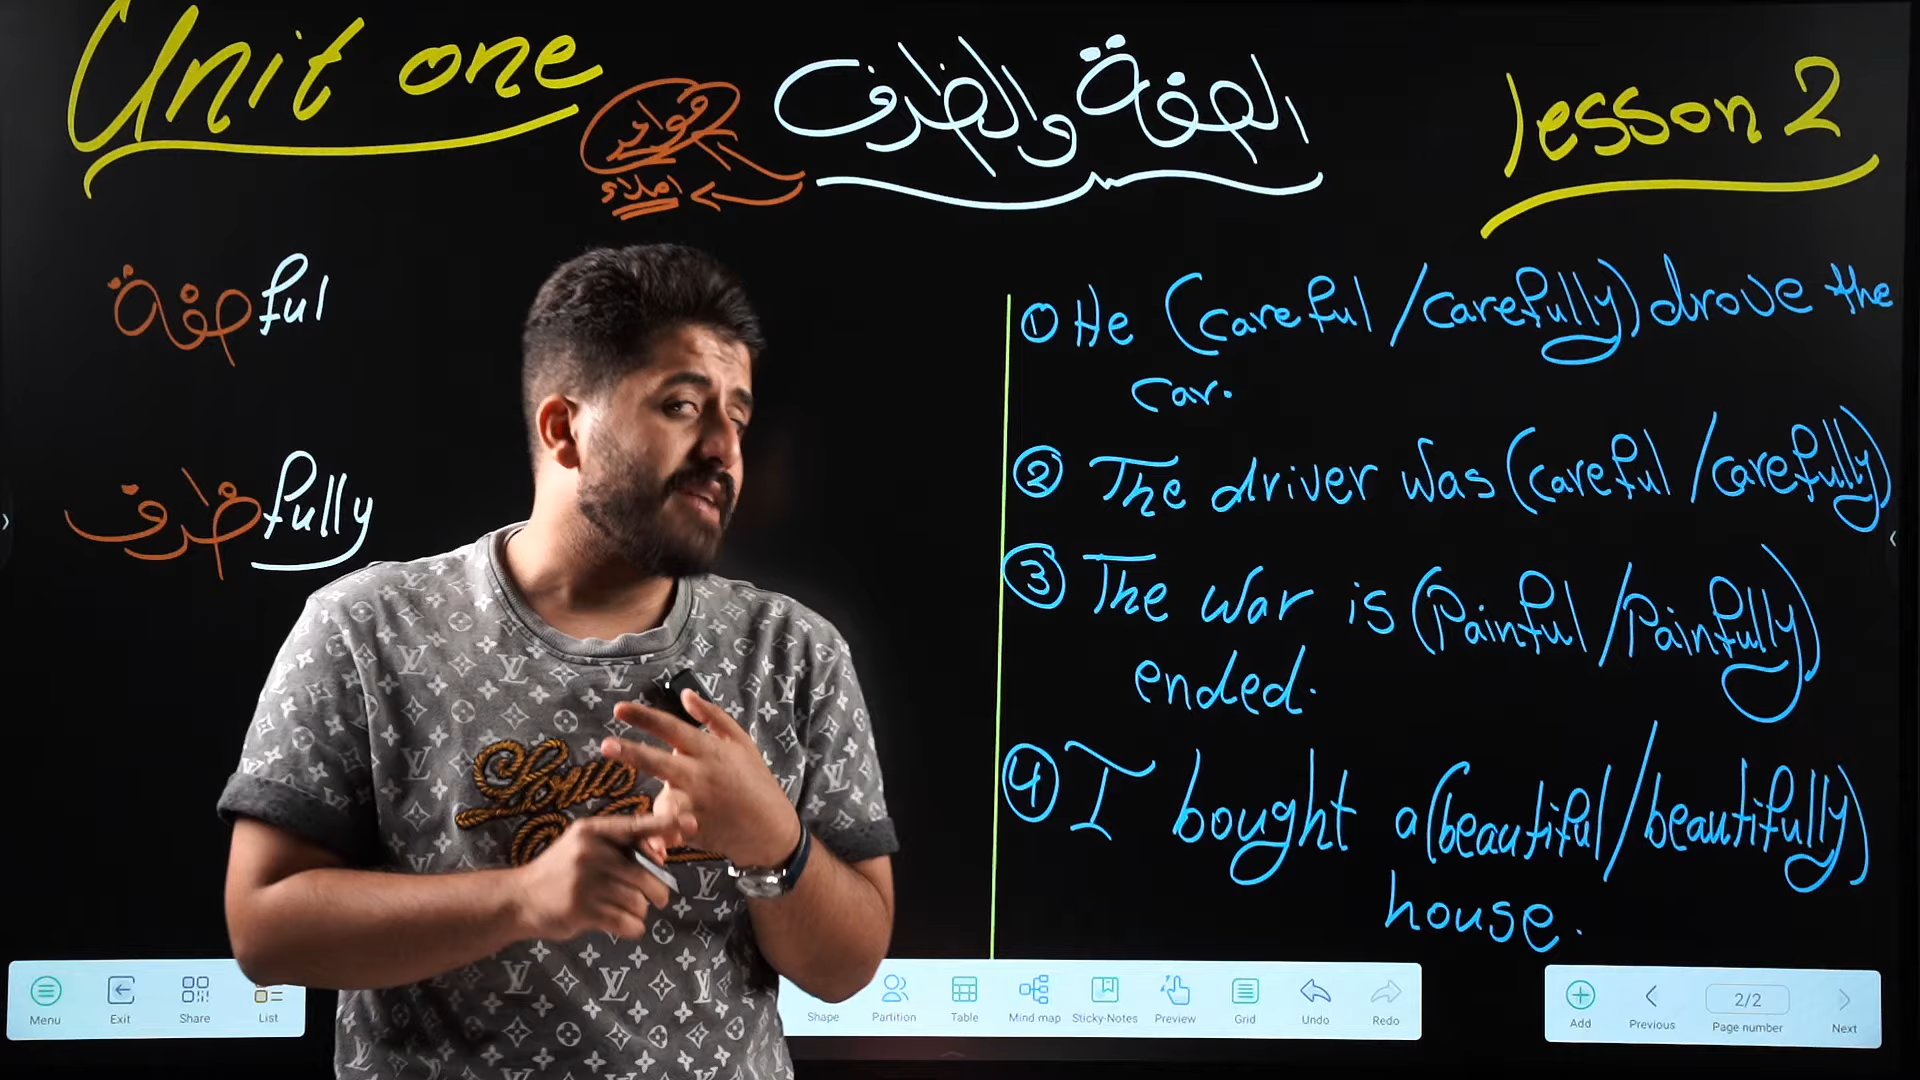 Unit one
الصفة والظرف
lesson 2
فوائد
املاء
صفة ful
ظرف fully
① He (careful / carefully) drove the
car.
② The driver was (careful / carefully)
③ The war is (Painful / Painfully)
ended.
④ I bought a (beautiful / beautifully)
house.
Menu
Exit
Share
List
Shape
Partition
Table
Mind map
Sticky-Notes
Preview
Grid
Undo
Redo
Add
Previous
2/2
Page number
Next